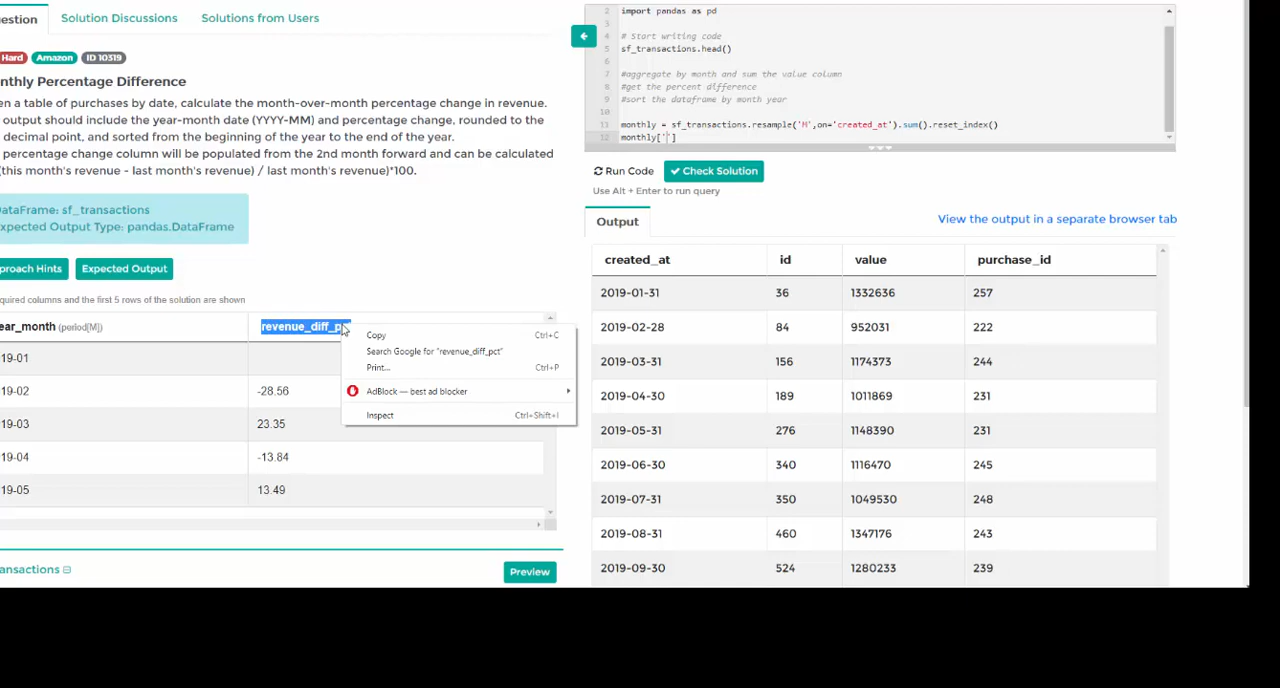 estion
Solution Discussions
Solutions from Users
Hard
Amazon
ID 10319
nthly Percentage Difference
en a table of purchases by date, calculate the month-over-month percentage change in revenue.
output should include the year-month date (YYYY-MM) and percentage change, rounded to the
decimal point, and sorted from the beginning of the year to the end of the year.
percentage change column will be populated from the 2nd month forward and can be calculated
(this month's revenue - last month's revenue) / last month's revenue)*100.
DataFrame: sf_transactions
xpected Output Type: pandas.DataFrame
proach Hints
Expected Output
quired columns and the first 5 rows of the solution are shown
ear_month (period[M])
revenue_diff_p
19-01
19-02
-28.56
19-03
23.35
19-04
-13.84
19-05
13.49
Copy
Ctrl+C
Search Google for "revenue_diff_pct"
Print...
Ctrl+P
AdBlock — best ad blocker
Inspect
Ctrl+Shift+I
ansactions
Preview
2 import pandas as pd
3
4 # Start writing code
5 sf_transactions.head()
6
7 #aggregate by month and sum the value column
8 #get the percent difference
9 #sort the dataframe by month year
10
11 monthly = sf_transactions.resample('M',on='created_at').sum().reset_index()
12 monthly['']
Run Code
Check Solution
Use Alt + Enter to run query
Output
View the output in a separate browser tab
created_at id value purchase_id
2019-01-31 36 1332636 257
2019-02-28 84 952031 222
2019-03-31 156 1174373 244
2019-04-30 189 1011869 231
2019-05-31 276 1148390 231
2019-06-30 340 1116470 245
2019-07-31 350 1049530 248
2019-08-31 460 1347176 243
2019-09-30 524 1280233 239